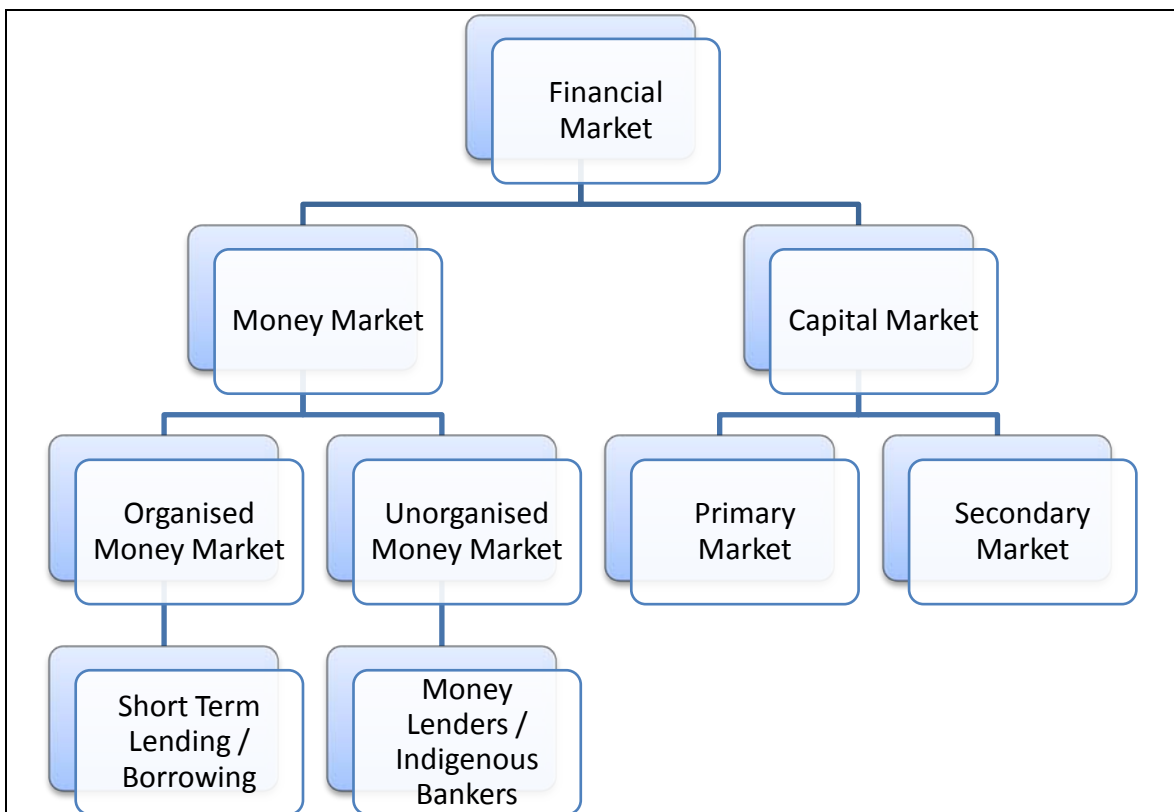 Financial
Market
Money Market
Capital Market
Organised
Money Market
Unorganised
Money Market
Primary
Market
Secondary
Market
Short Term
Lending /
Borrowing
Money
Lenders /
Indigenous
Bankers